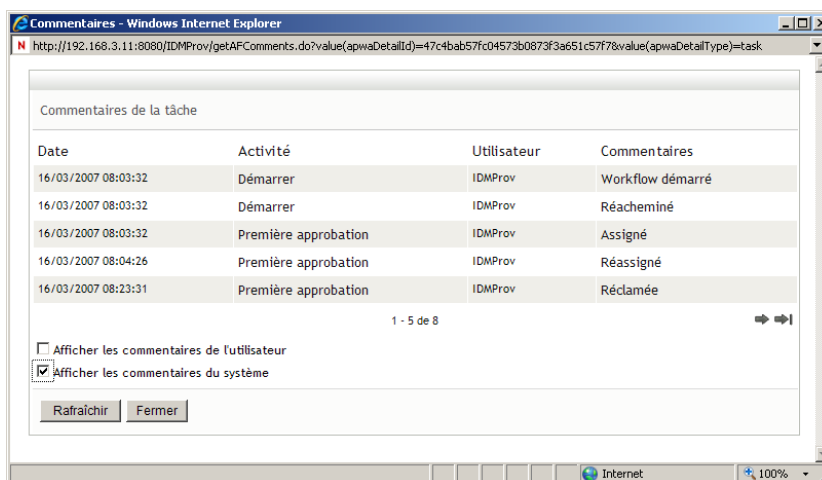 Commentaires - Windows Internet Explorer
http://192.168.3.11:8080/IDMProv/getAFComments.do?value(apwaDetailId)=47c4bab57fc04573b0873f3a651c57f7&value(apwaDetailType)=task
Commentaires de la tâche
Date Activité Utilisateur Commentaires
16/03/2007 08:03:32 Démarrer IDMProv Workflow démarré
16/03/2007 08:03:32 Démarrer IDMProv Réacheminé
16/03/2007 08:03:32 Première approbation IDMProv Assigné
16/03/2007 08:04:26 Première approbation IDMProv Réassigné
16/03/2007 08:23:31 Première approbation IDMProv Réclamée
1 - 5 de 8
Afficher les commentaires de l'utilisateur
Afficher les commentaires du système
Rafraîchir Fermer
Internet 100%